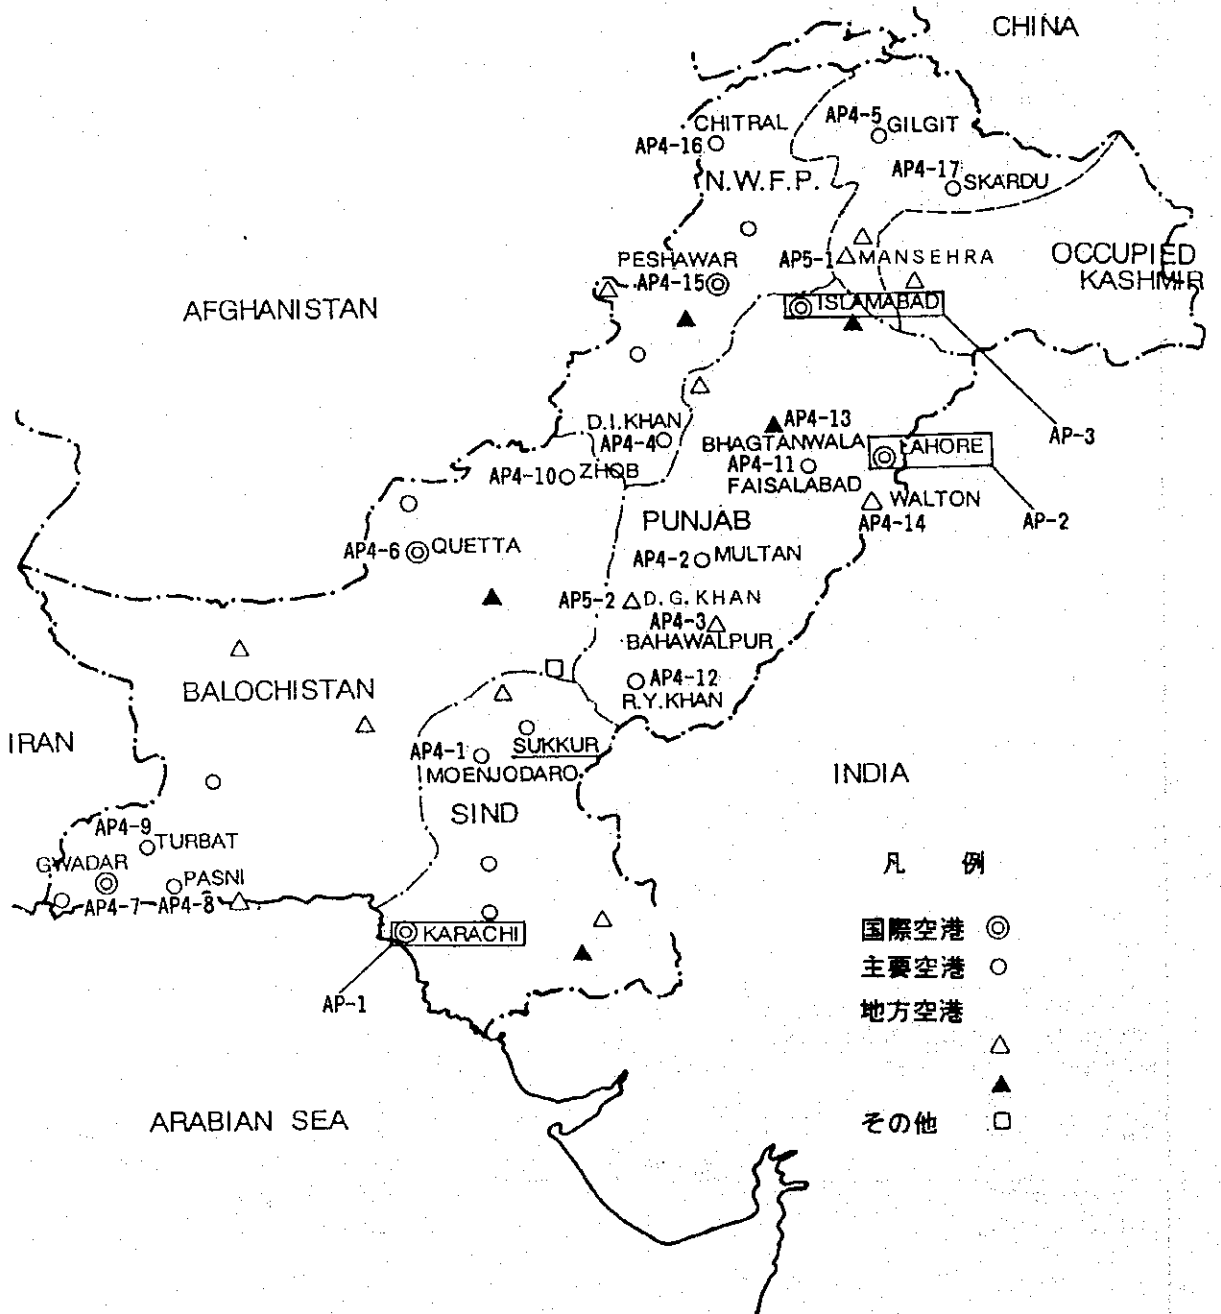 CHINA
AP4-5
GILGIT
CHITRAL
AP4-16
AP4-17
SKARDU
N.W.F.P.
OCCUPIED
KASHMIR
PESHAWAR
AP4-15
AP5-1
MANSEHRA
ISLAMABAD
AFGHANISTAN
D.I.KHAN
AP4-4
AP4-13
BHAGTANWALA
AP4-11
FAISALABAD
LAHORE
AP-3
AP4-10
ZHOB
WALTON
AP4-14
AP-2
PUNJAB
AP4-6
QUETTA
AP4-2
MULTAN
AP5-2
D.G.KHAN
AP4-3
BAHAWALPUR
AP4-12
R.Y.KHAN
BALOCHISTAN
IRAN
AP4-1
SUKKUR
MOENJODARO
INDIA
SIND
AP4-9
TURBAT
GWADAR
PASNI
AP4-7
AP4-8
KARACHI
AP-1
ARABIAN SEA
凡 例
国際空港 ◎
主要空港 ○
地方空港
△
▲
その他 □